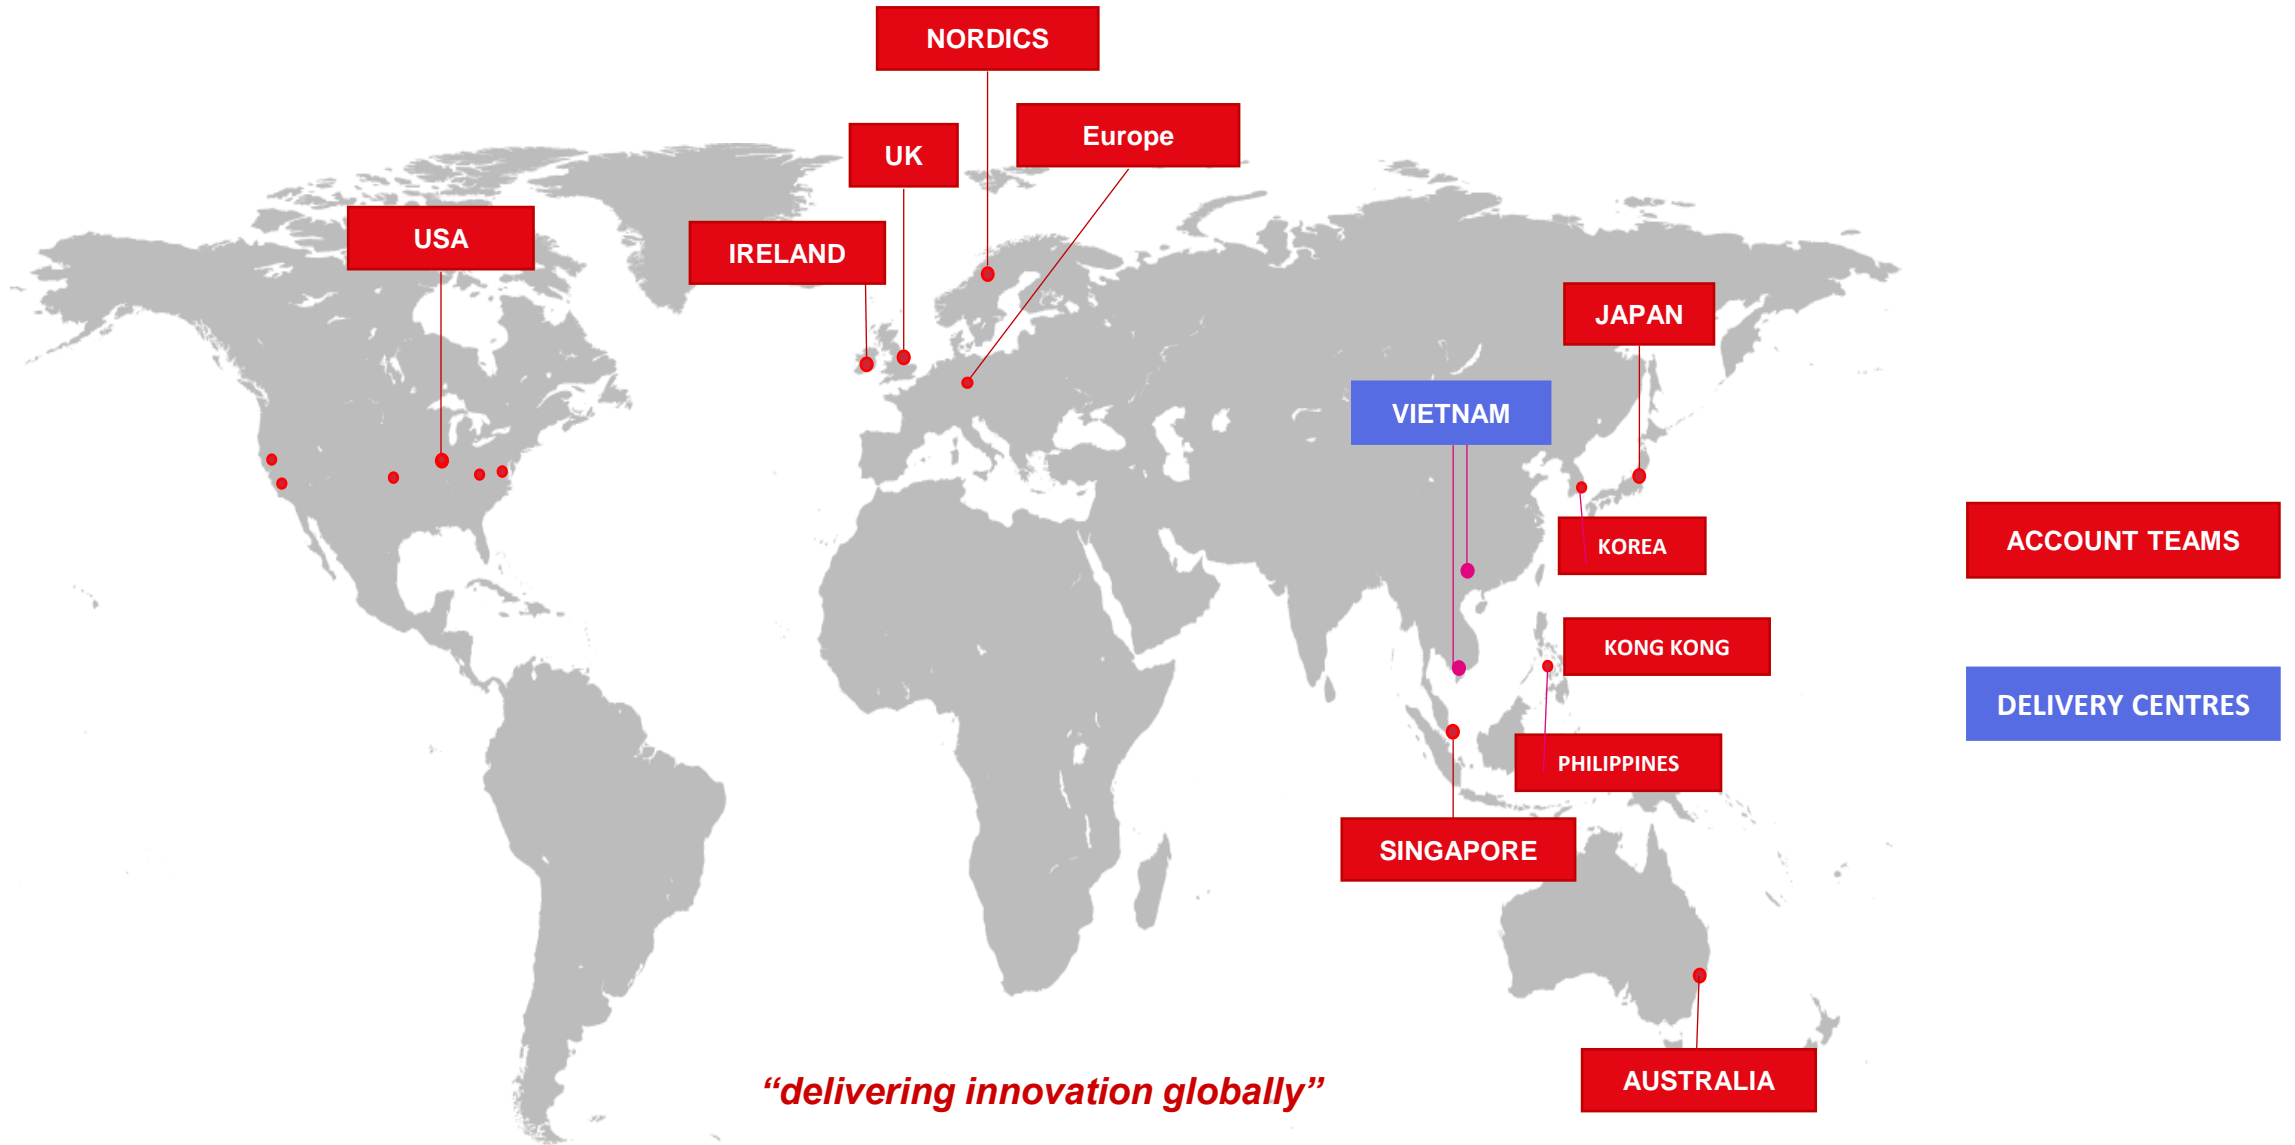 NORDICS
Europe
UK
USA
IRELAND
JAPAN
VIETNAM
ACCOUNT TEAMS
KOREA
KONG KONG
DELIVERY CENTRES
PHILIPPINES
SINGAPORE
AUSTRALIA
“delivering innovation globally”